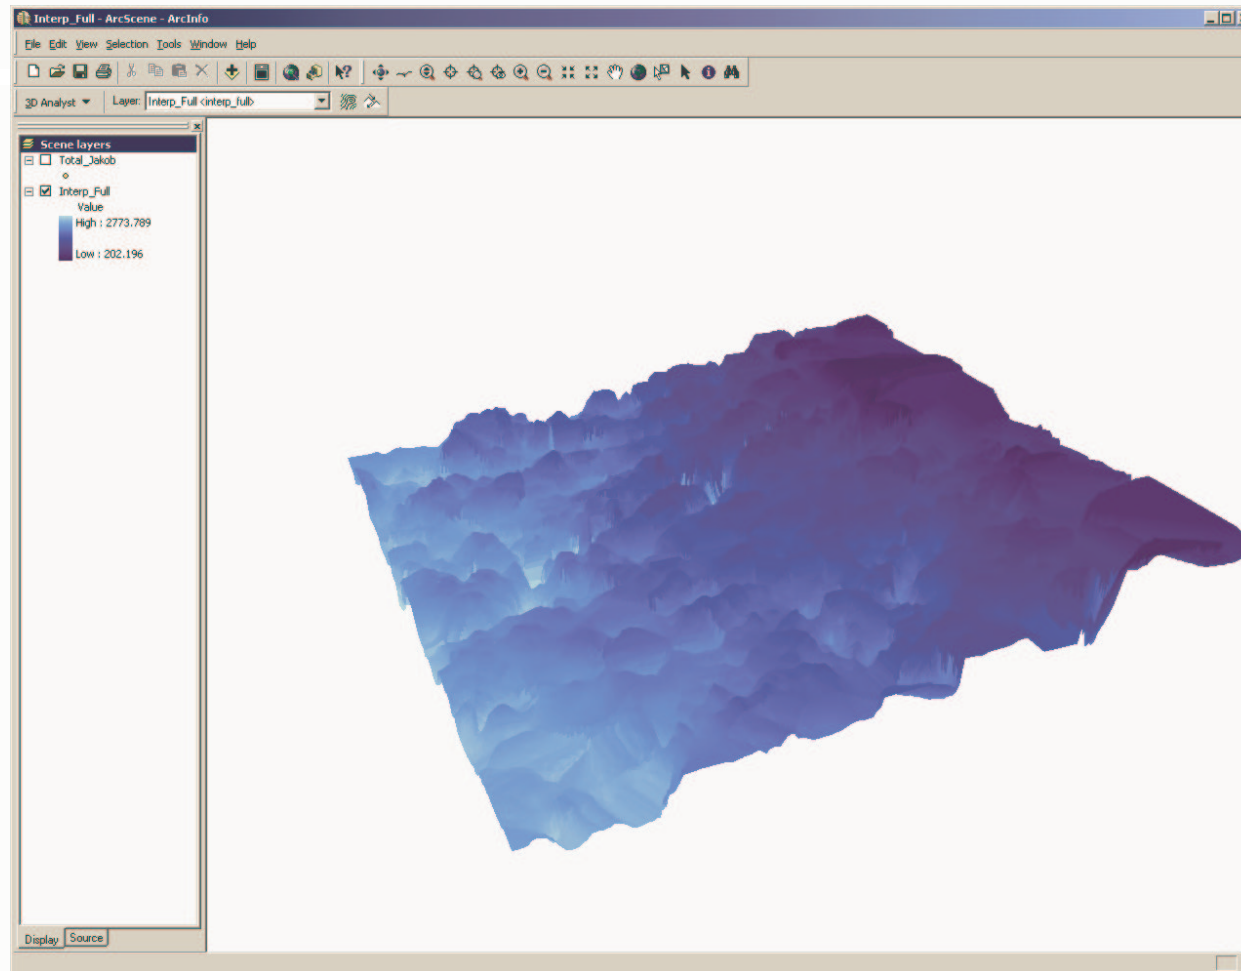 Interp_Full - ArcScene - ArcInfo
File Edit View Selection Tools Window Help
3D Analyst Layer: Interp_Full <interp_full>
Scene layers
Total_Jakob
Interp_Full
Value
High : 2773.789
Low : 202.196
Display Source